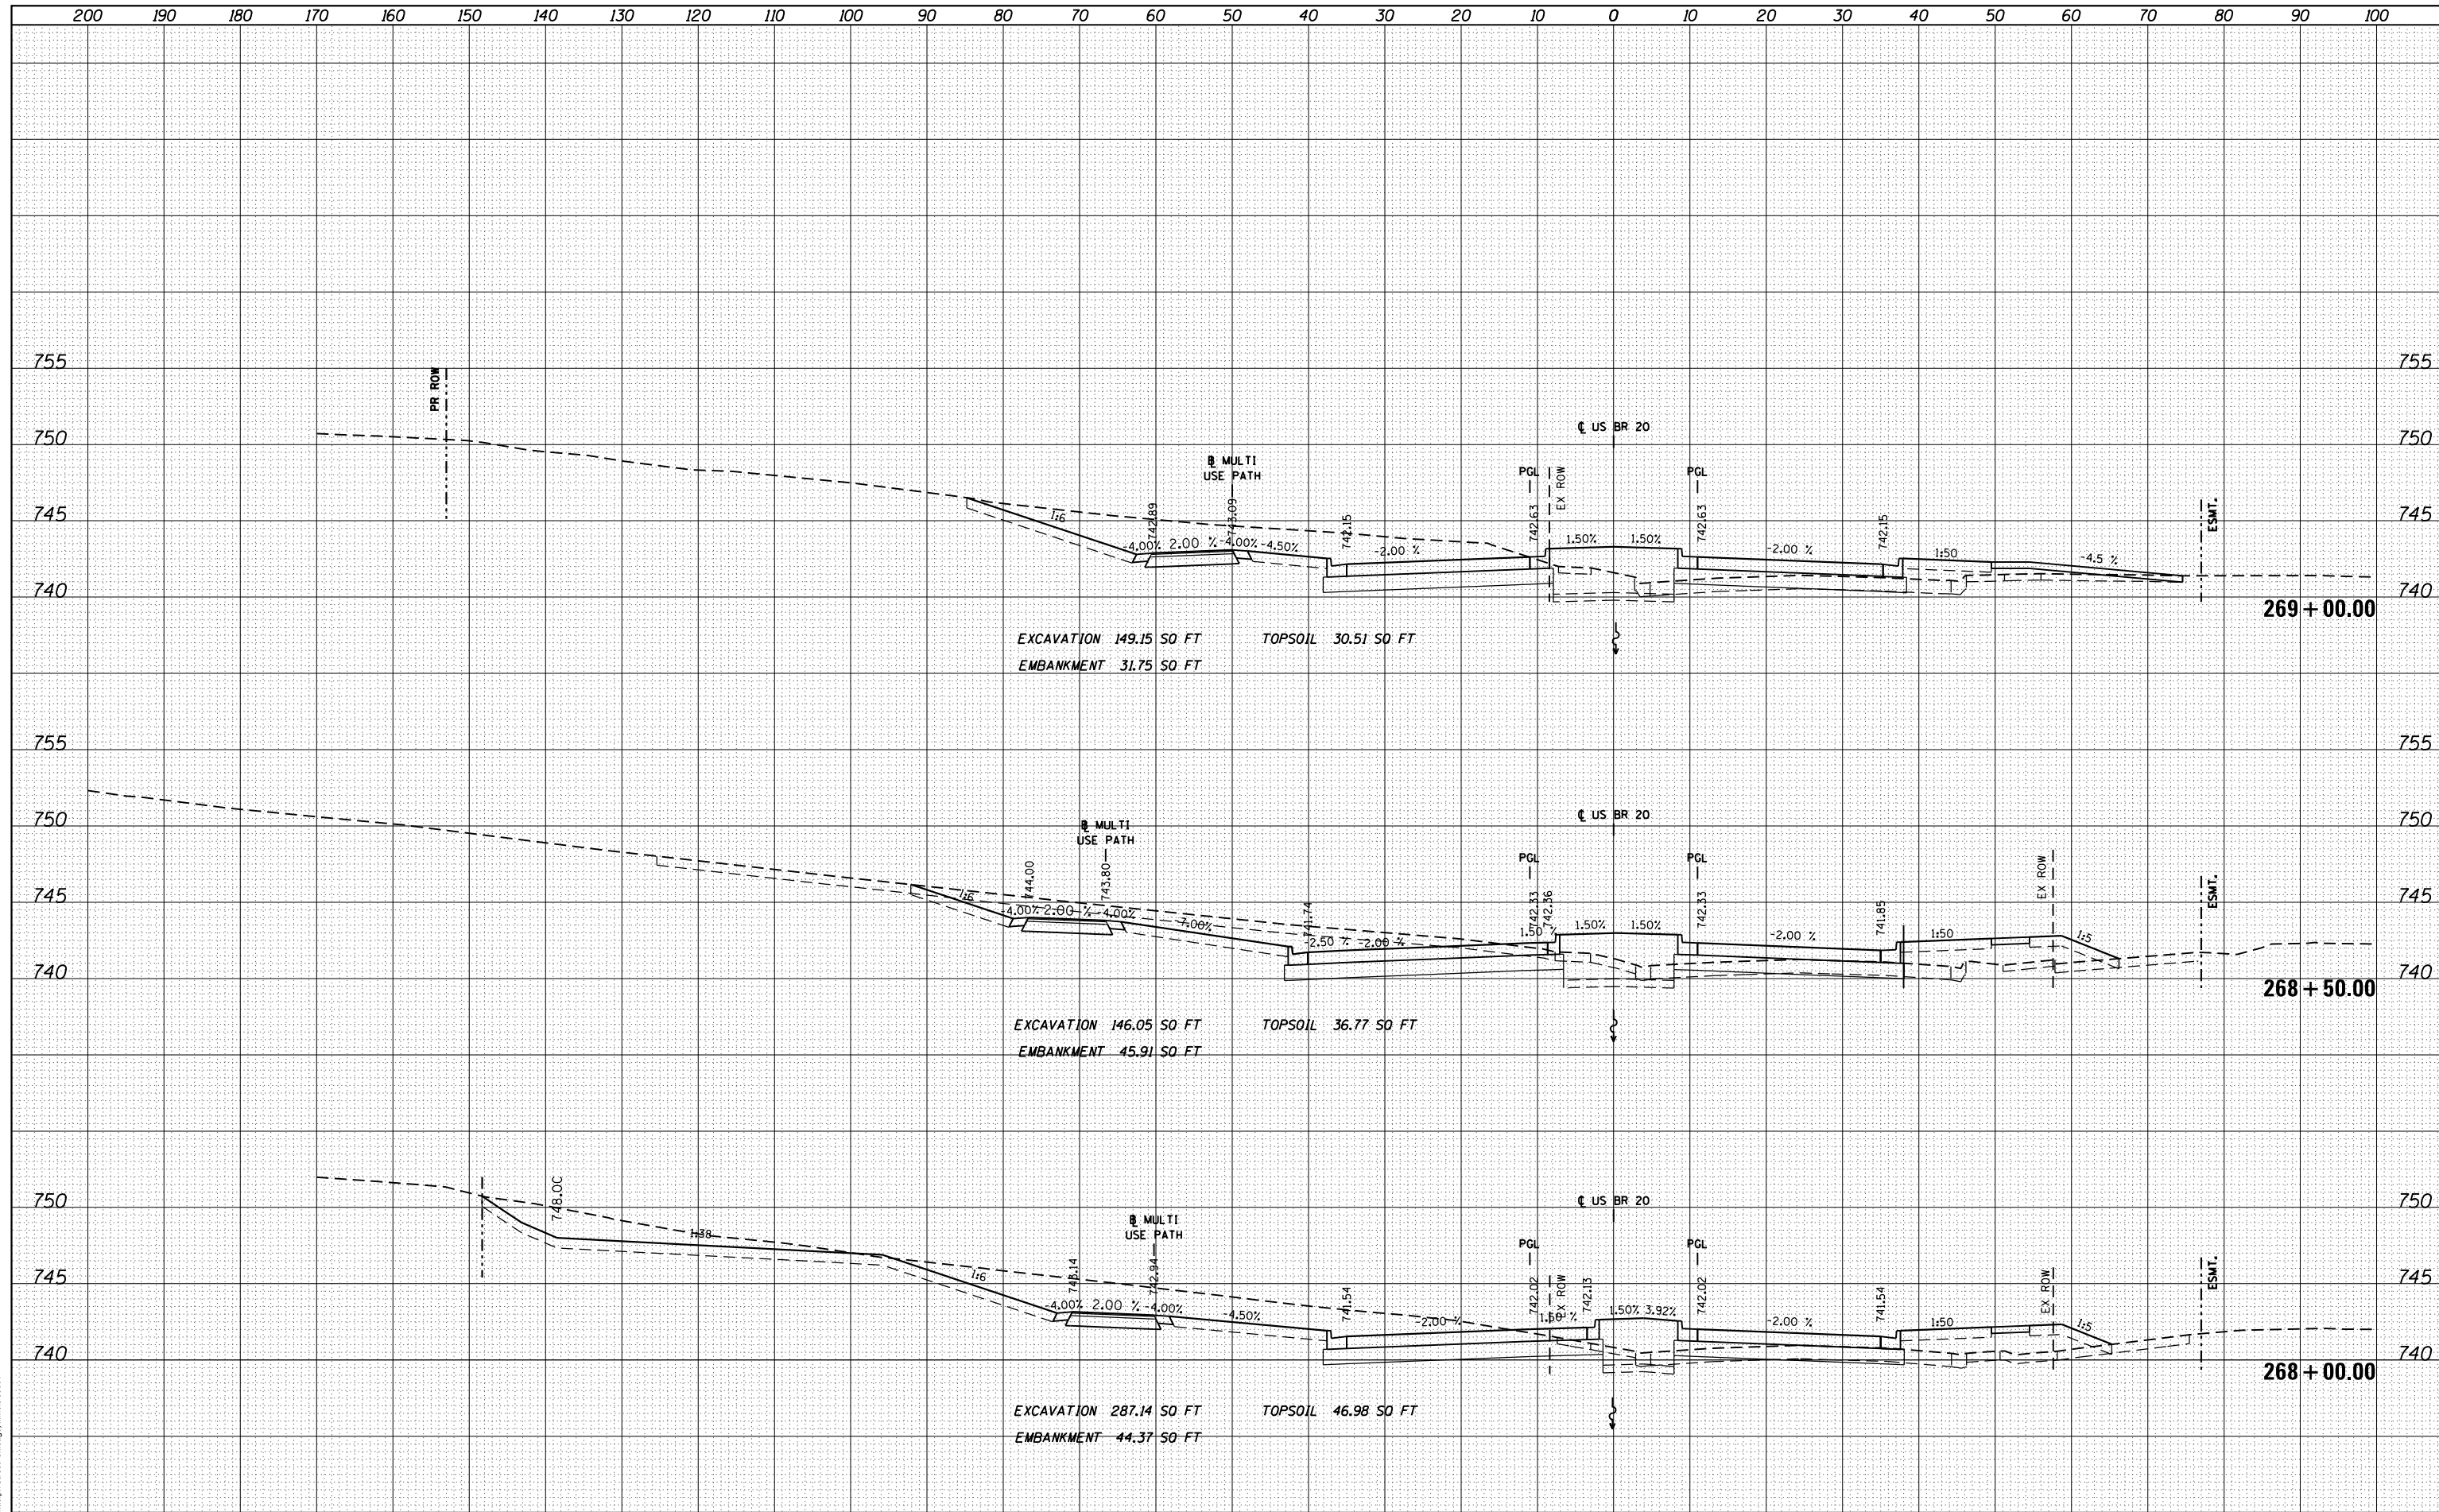 200 190 180 170 160 150 140 130 120 110 100 90 80 70 60 50 40 30 20 10 0 10 20 30 40 50 60 70 80 90 100
755 755
PR ROW
750 750
℄ US BR 20
B̲L MULTI
USE PATH
PGL EX ROW PGL
745 745
ESMT.
742.89 743.09 742.15 742.63 742.63 742.15
1:6 -4.00% 2.00 % -4.00% -4.50% -2.00 % 1.50% 1.50% -2.00 % 1:50 -4.5 %
740 740
269+00.00
EXCAVATION 149.15 SQ FT TOPSOIL 30.51 SQ FT
EMBANKMENT 31.75 SQ FT
755 755
750 750
℄ US BR 20
B̲L MULTI
USE PATH
PGL PGL EX ROW
745 745
ESMT.
744.00 743.80 741.74 742.33 742.36 742.33 741.85
1:6 -4.00% 2.00 % -4.00% -7.00% -2.50 % -2.00 % 1.50 % 1.50% 1.50% -2.00 % 1:50 1:5
740 740
268+50.00
EXCAVATION 146.05 SQ FT TOPSOIL 36.77 SQ FT
EMBANKMENT 45.91 SQ FT
750 750
748.00
℄ US BR 20
B̲L MULTI
USE PATH
1:38
PGL EX ROW PGL EX ROW
745 745
ESMT.
743.14 742.94 741.54 742.02 742.13 742.02 741.54
1:6 -4.00% 2.00 % -4.00% -4.50% -2.00 % 1.50 % 1.50% 3.92% -2.00 % 1:50 1:5
740 740
268+00.00
EXCAVATION 287.14 SQ FT TOPSOIL 46.98 SQ FT
EMBANKMENT 44.37 SQ FT